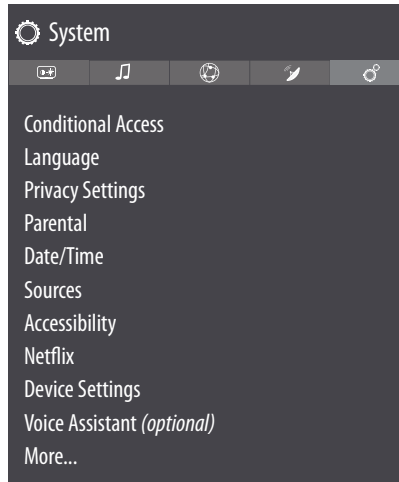 System
Conditional Access
Language
Privacy Settings
Parental
Date/Time
Sources
Accessibility
Netflix
Device Settings
Voice Assistant (optional)
More...